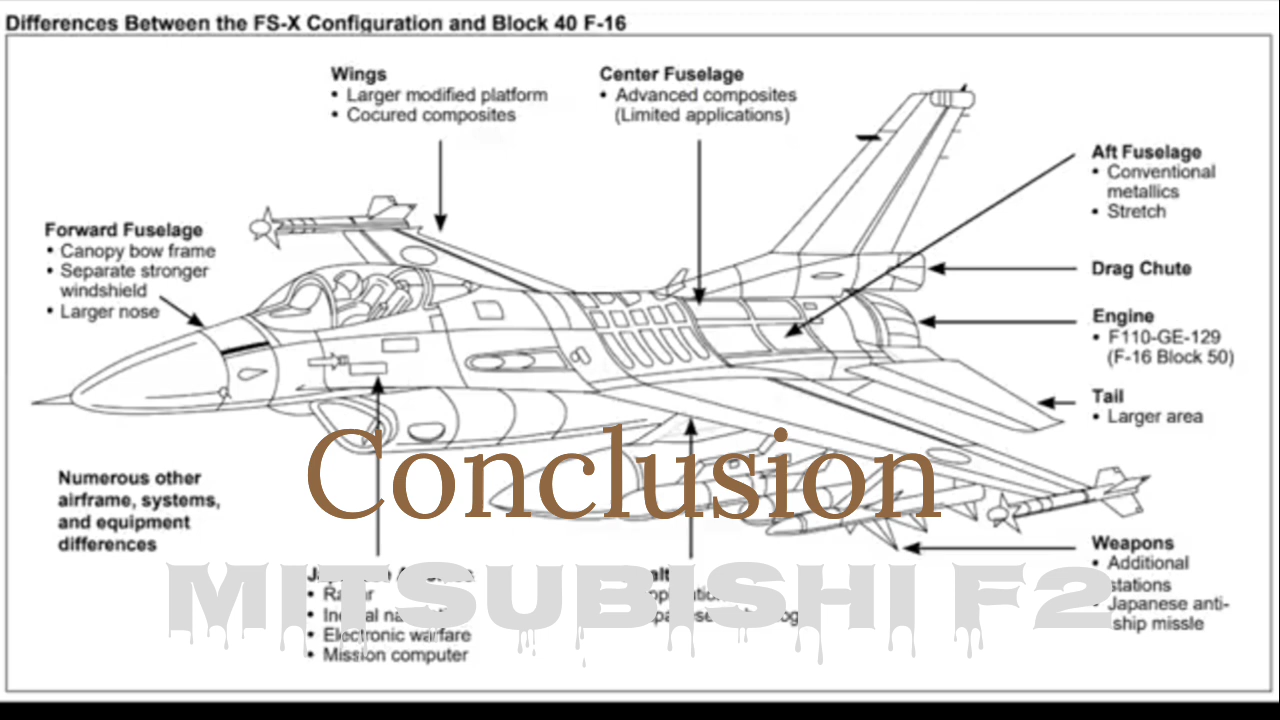 Differences Between the FS-X Configuration and Block 40 F-16
Wings
• Larger modified platform
• Cocured composites
Center Fuselage
• Advanced composites
(Limited applications)
Aft Fuselage
• Conventional
metallics
• Stretch
Forward Fuselage
• Canopy bow frame
• Separate stronger
windshield
• Larger nose
Drag Chute
Engine
• F110-GE-129
(F-16 Block 50)
Tail
• Larger area
Conclusion
Numerous other
airframe, systems,
and equipment
differences
Weapons
• Additional
stations
• Japanese anti-
ship missle
MITSUBISHI F2
• Radar
• Electronic warfare
• Mission computer